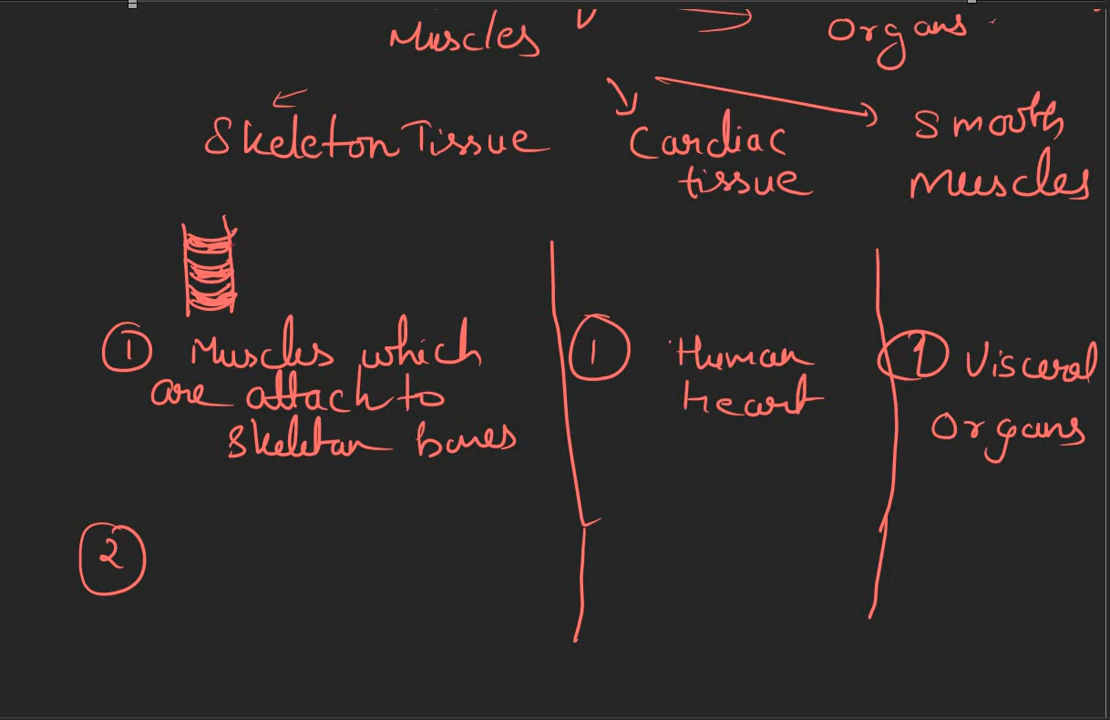 Muscles
Organs
Skeleton Tissue
Cardiac
tissue
Smooth
Muscles
① Muscles which
are attach to
Skeletan bones
① Human
Heart
① Visceral
Organs
②